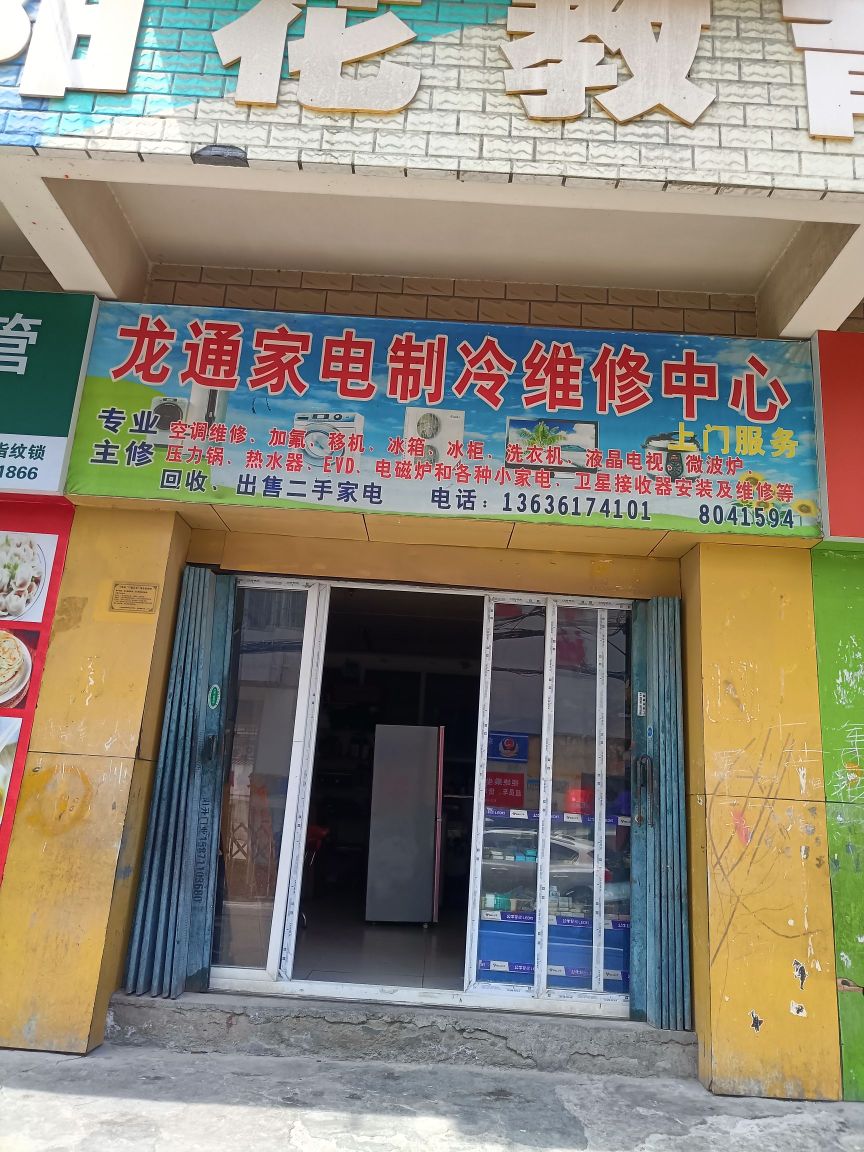 化教育
管
指纹锁
1866
龙通家电制冷维修中心
上门服务
专业
主修
空调维修、加氟、移机、冰箱、冰柜、洗衣机、液晶电视、微波炉、
压力锅、热水器、EVD、电磁炉和各种小家电、卫星接收器安装及维修等
回收、出售二手家电 电话：13636174101 8041594
15871103680